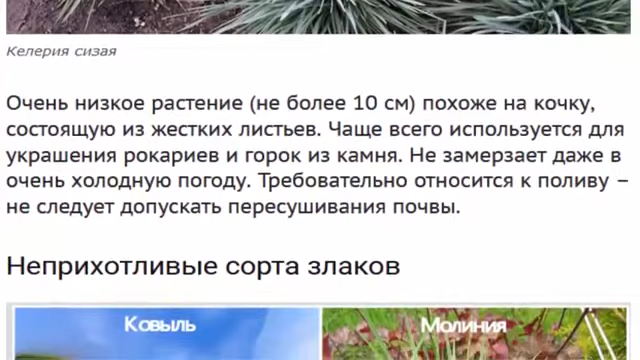 Келерия сизая
Очень низкое растение (не более 10 см) похоже на кочку,
состоящую из жестких листьев. Чаще всего используется для
украшения рокариев и горок из камня. Не замерзает даже в
очень холодную погоду. Требовательно относится к поливу –
не следует допускать пересушивания почвы.
Неприхотливые сорта злаков
Ковыль
Молиния